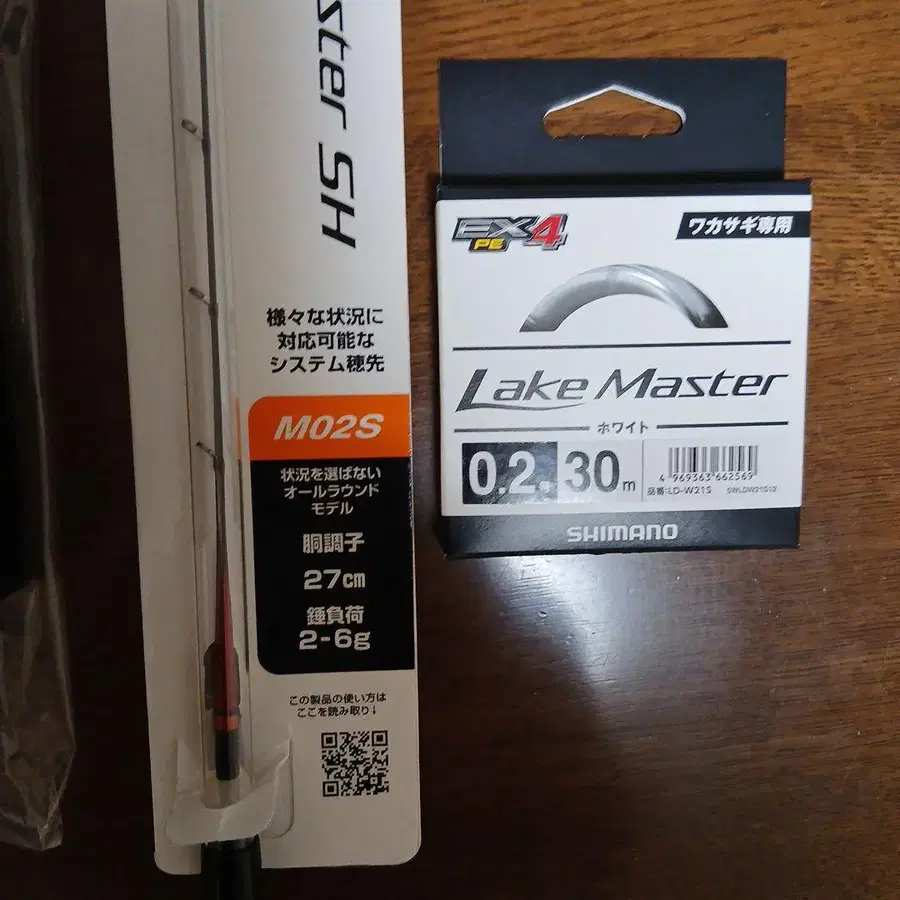 ster SH
様々な状況に
対応可能な
システム穂先
M02S
状況を選ばない
オールラウンド
モデル
胴調子
27cm
錘負荷
2-6g
この製品の使い方は
ここを読み取り↓
EX4
PE
ワカサギ専用
Lake Master
ホワイト
0.2. 30m
4 969363 662569
品番:LD-W21S SWLDW21S12
SHIMANO